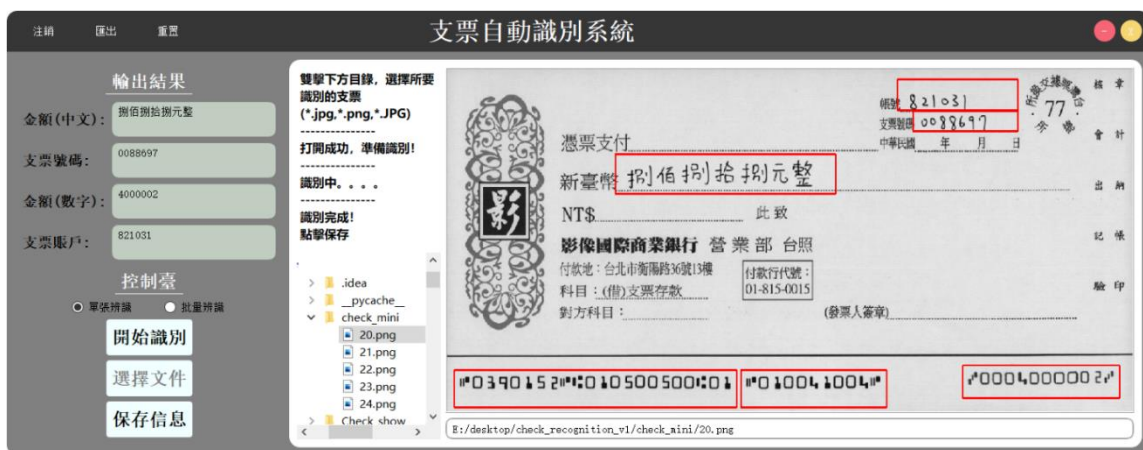 注銷 匯出 重置
支票自動識別系統
輸出結果
金額(中文): 捌佰捌拾捌元整
支票號碼: 0088697
金額(數字): 4000002
支票賬戶: 821031
控制臺
單張辨識 批量辨識
開始識別
選擇文件
保存信息
雙擊下方目錄,選擇所要
識別的支票
(*.jpg,*.png,*.JPG)
---------------
打開成功,準備識別!
---------------
識別中。。。。
---------------
識別完成!
點擊保存
.idea
__pycache__
check_mini
20.png
21.png
22.png
23.png
24.png
Check show
帳號 821031
支票號碼 0088697
中華民國 年 月 日
77
憑票支付
新臺幣 捌佰捌拾捌元整
NT$ 此致
影
影像國際商業銀行 營業部 台照
付款地:台北市衡陽路36號13樓
科目:(借)支票存款
對方科目:
付款行代號:
01-815-0015
(發票人簽章)
核章
會計
出納
記帳
驗印
⑈0390152⑈⑆010500500⑆01 ⑈010041004⑈ ⑇0004000002⑇
E:/desktop/check_recognition_v1/check_mini/20.png